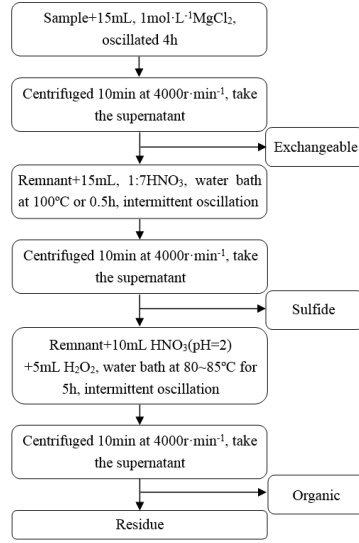 Sample+15mL, 1mol·L⁻¹MgCl₂,
oscillated 4h
Centrifuged 10min at 4000r·min⁻¹, take
the supernatant
Exchangeable
Remnant+15mL, 1:7HNO₃, water bath
at 100ºC or 0.5h, intermittent oscillation
Centrifuged 10min at 4000r·min⁻¹, take
the supernatant
Sulfide
Remnant+10mL HNO₃(pH=2)
+5mL H₂O₂, water bath at 80~85ºC for
5h, intermittent oscillation
Centrifuged 10min at 4000r·min⁻¹, take
the supernatant
Organic
Residue